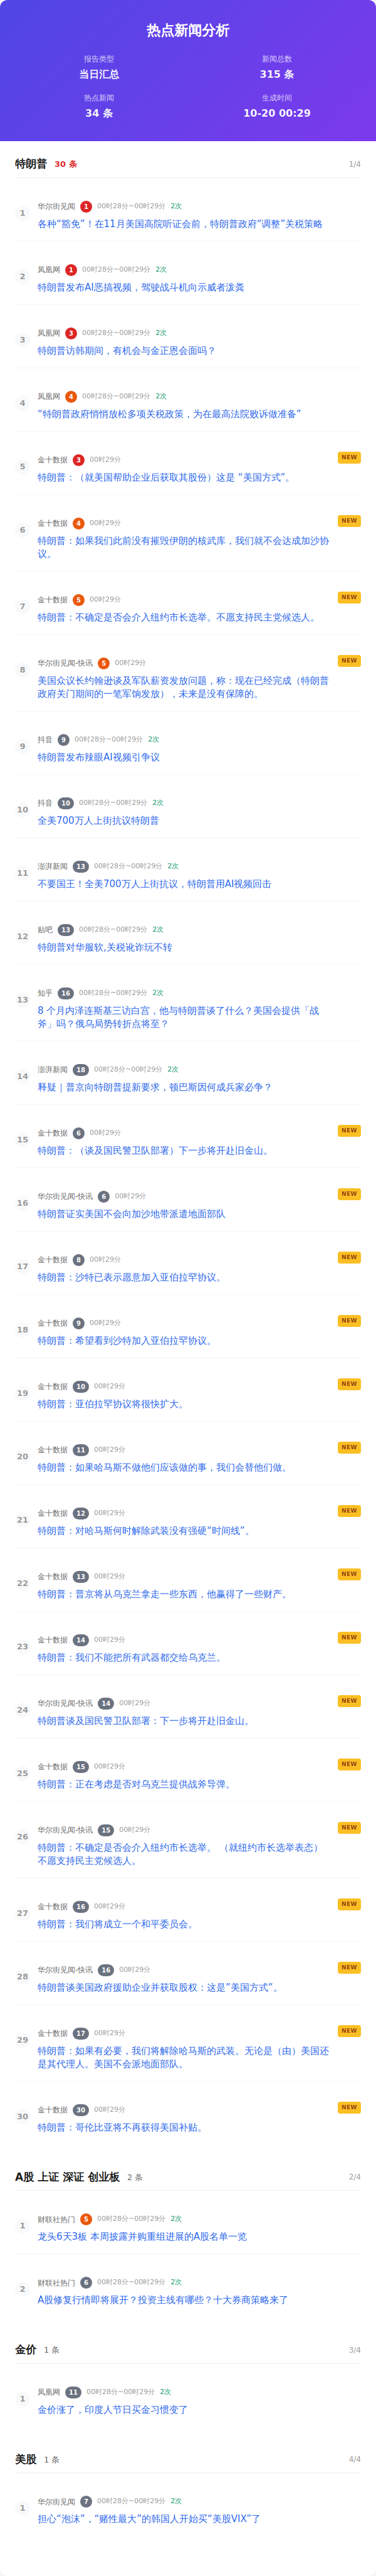 热点新闻分析
报告类型
当日汇总
新闻总数
315 条
热点新闻
34 条
生成时间
10-20 00:29
特朗普 30 条 1/4
1
华尔街见闻 1 00时28分~00时29分 2次
各种“豁免”！在11月美国高院听证会前，特朗普政府“调整”关税策略
2
凤凰网 1 00时28分~00时29分 2次
特朗普发布AI恶搞视频，驾驶战斗机向示威者泼粪
3
凤凰网 3 00时28分~00时29分 2次
特朗普访韩期间，有机会与金正恩会面吗？
4
凤凰网 4 00时28分~00时29分 2次
“特朗普政府悄悄放松多项关税政策，为在最高法院败诉做准备”
5
金十数据 3 00时29分 NEW
特朗普：（就美国帮助企业后获取其股份）这是 “美国方式”。
6
金十数据 4 00时29分 NEW
特朗普：如果我们此前没有摧毁伊朗的核武库，我们就不会达成加沙协
议。
7
金十数据 5 00时29分 NEW
特朗普：不确定是否会介入纽约市长选举。不愿支持民主党候选人。
8
华尔街见闻-快讯 5 00时29分 NEW
美国众议长约翰逊谈及军队薪资发放问题，称：现在已经完成（特朗普
政府关门期间的一笔军饷发放），未来是没有保障的。
9
抖音 9 00时28分~00时29分 2次
特朗普发布辣眼AI视频引争议
10
抖音 10 00时28分~00时29分 2次
全美700万人上街抗议特朗普
11
澎湃新闻 13 00时28分~00时29分 2次
不要国王！全美700万人上街抗议，特朗普用AI视频回击
12
贴吧 13 00时28分~00时29分 2次
特朗普对华服软,关税讹诈玩不转
13
知乎 16 00时28分~00时29分 2次
8 个月内泽连斯基三访白宫，他与特朗普谈了什么？美国会提供「战
斧」吗？俄乌局势转折点将至？
14
澎湃新闻 18 00时28分~00时29分 2次
释疑｜普京向特朗普提新要求，顿巴斯因何成兵家必争？
15
金十数据 6 00时29分 NEW
特朗普：（谈及国民警卫队部署）下一步将开赴旧金山。
16
华尔街见闻-快讯 6 00时29分 NEW
特朗普证实美国不会向加沙地带派遣地面部队
17
金十数据 8 00时29分 NEW
特朗普：沙特已表示愿意加入亚伯拉罕协议。
18
金十数据 9 00时29分 NEW
特朗普：希望看到沙特加入亚伯拉罕协议。
19
金十数据 10 00时29分 NEW
特朗普：亚伯拉罕协议将很快扩大。
20
金十数据 11 00时29分 NEW
特朗普：如果哈马斯不做他们应该做的事，我们会替他们做。
21
金十数据 12 00时29分 NEW
特朗普：对哈马斯何时解除武装没有强硬“时间线”。
22
金十数据 13 00时29分 NEW
特朗普：普京将从乌克兰拿走一些东西，他赢得了一些财产。
23
金十数据 14 00时29分 NEW
特朗普：我们不能把所有武器都交给乌克兰。
24
华尔街见闻-快讯 14 00时29分 NEW
特朗普谈及国民警卫队部署：下一步将开赴旧金山。
25
金十数据 15 00时29分 NEW
特朗普：正在考虑是否对乌克兰提供战斧导弹。
26
华尔街见闻-快讯 15 00时29分 NEW
特朗普：不确定是否会介入纽约市长选举。 （就纽约市长选举表态）
不愿支持民主党候选人。
27
金十数据 16 00时29分 NEW
特朗普：我们将成立一个和平委员会。
28
华尔街见闻-快讯 16 00时29分 NEW
特朗普谈美国政府援助企业并获取股权：这是“美国方式”。
29
金十数据 17 00时29分 NEW
特朗普：如果有必要，我们将解除哈马斯的武装。无论是（由）美国还
是其代理人。美国不会派地面部队。
30
金十数据 30 00时29分 NEW
特朗普：哥伦比亚将不再获得美国补贴。
A股 上证 深证 创业板 2 条 2/4
1
财联社热门 5 00时28分~00时29分 2次
龙头6天3板 本周披露并购重组进展的A股名单一览
2
财联社热门 6 00时28分~00时29分 2次
A股修复行情即将展开？投资主线有哪些？十大券商策略来了
金价 1 条 3/4
1
凤凰网 11 00时28分~00时29分 2次
金价涨了，印度人节日买金习惯变了
美股 1 条 4/4
1
华尔街见闻 7 00时28分~00时29分 2次
担心“泡沫”，“赌性最大”的韩国人开始买“美股VIX”了